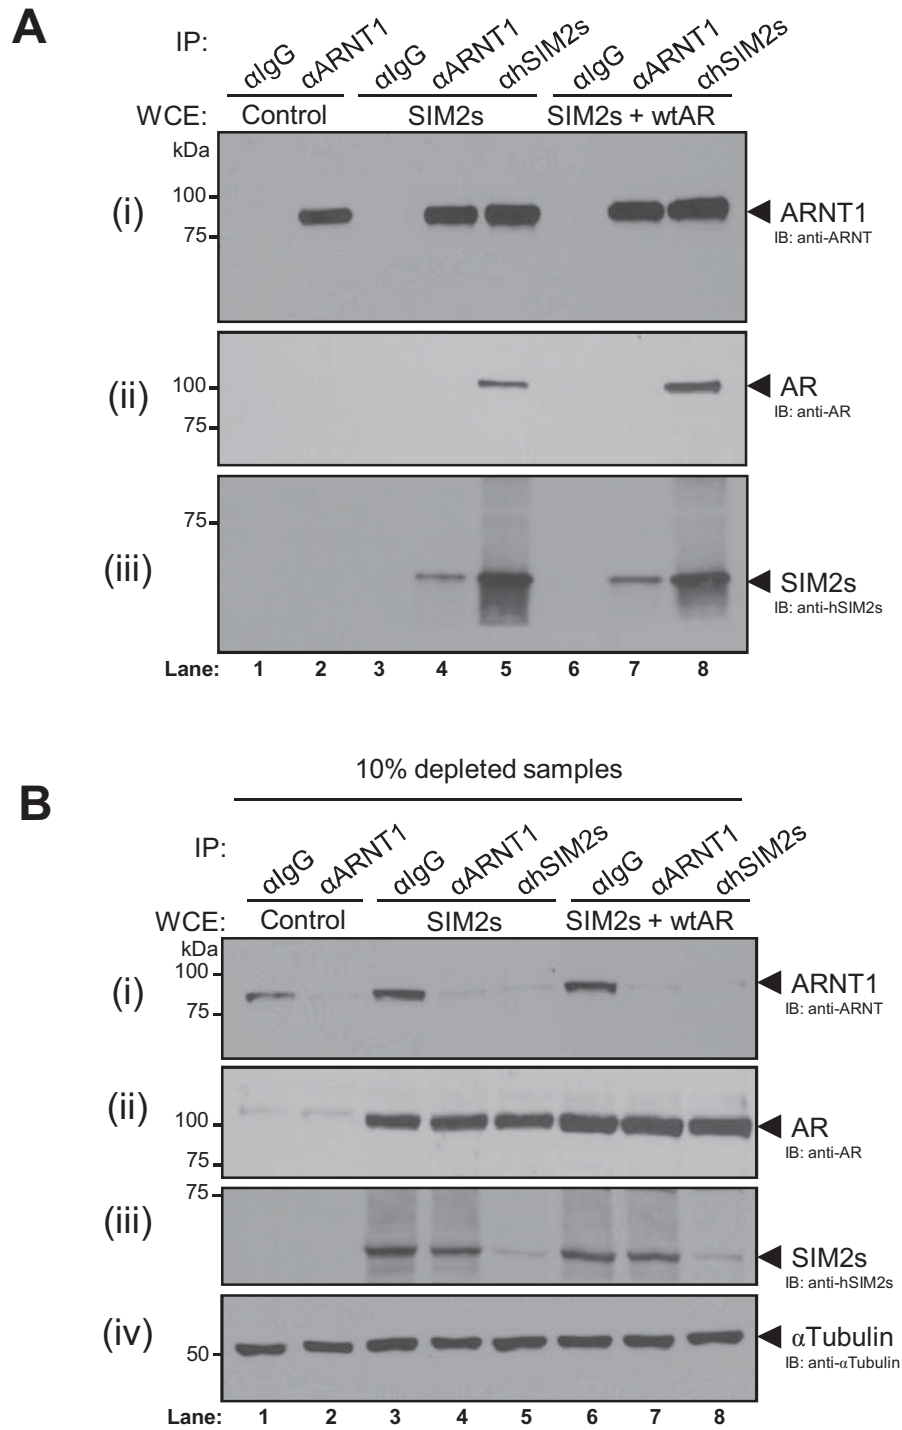 A
IP: αIgG αARNT1 αIgG αARNT1 αhSIM2s αIgG αARNT1 αhSIM2s
WCE: Control SIM2s SIM2s + wtAR
kDa
(i) 100 75 ARNT1
IB: anti-ARNT
(ii) 100 75 AR
IB: anti-AR
(iii) 75 SIM2s
IB: anti-hSIM2s
Lane: 1 2 3 4 5 6 7 8
10% depleted samples
B
IP: αIgG αARNT1 αIgG αARNT1 αhSIM2s αIgG αARNT1 αhSIM2s
WCE: Control SIM2s SIM2s + wtAR
kDa
(i) 100 75 ARNT1
IB: anti-ARNT
(ii) 100 75 AR
IB: anti-AR
(iii) 75 SIM2s
IB: anti-hSIM2s
(iv) 50 αTubulin
IB: anti-αTubulin
Lane: 1 2 3 4 5 6 7 8